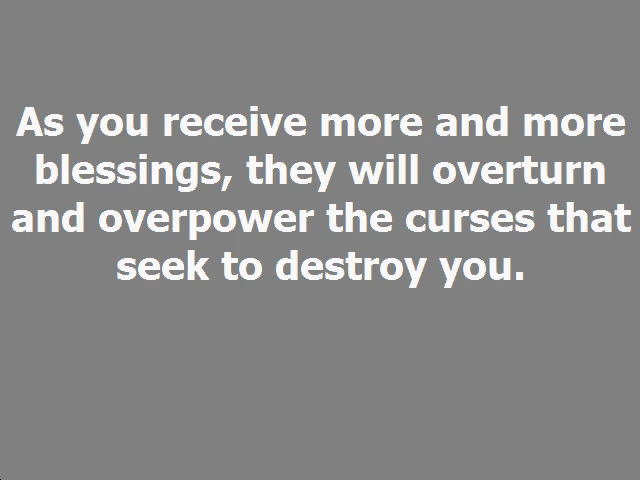 As you receive more and more
blessings, they will overturn
and overpower the curses that
seek to destroy you.